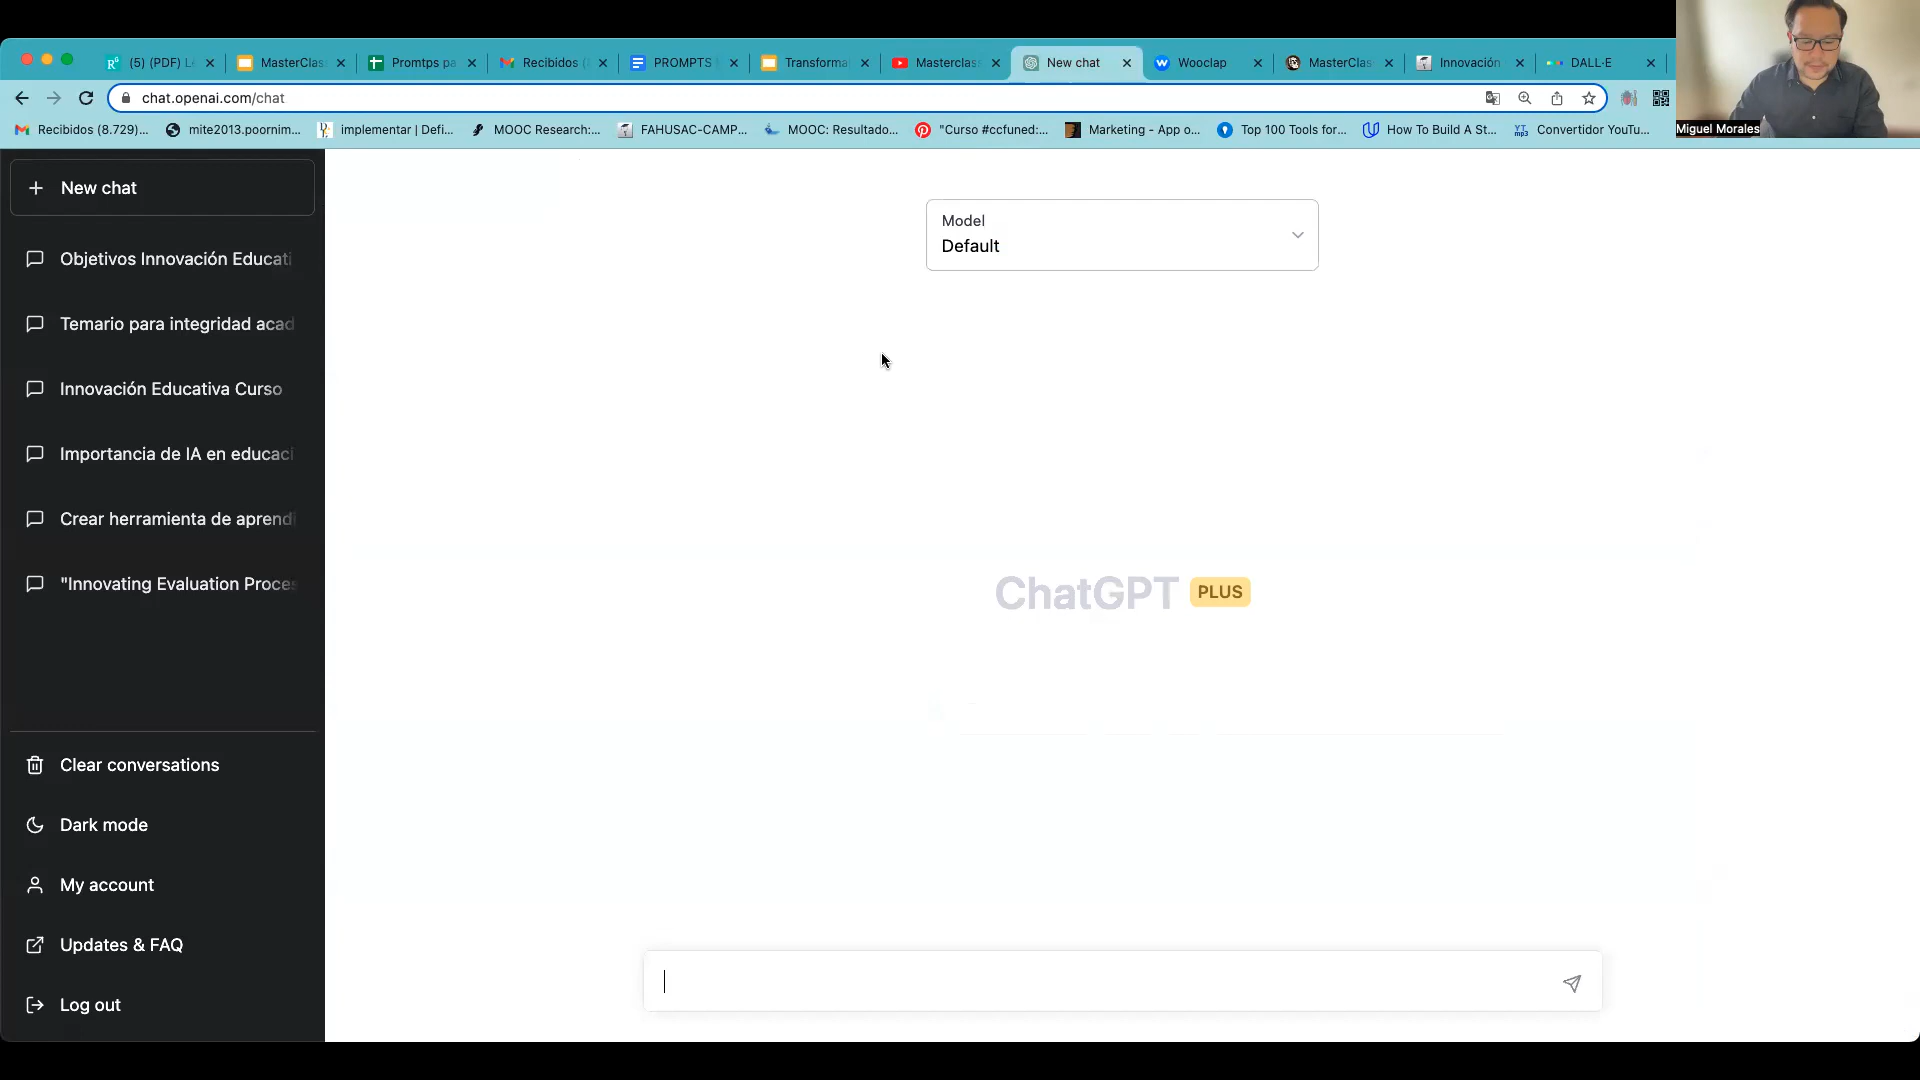 (5) (PDF) L
MasterClas
Promtps pa
Recibidos (
PROMPTS
Transforma
Masterclas
New chat
Wooclap
MasterClas
Innovación
DALL·E
chat.openai.com/chat
Recibidos (8.729)...
mite2013.poornim...
implementar | Defi...
MOOC Research:...
FAHUSAC-CAMP...
MOOC: Resultado...
"Curso #ccfuned:...
Marketing - App o...
Top 100 Tools for...
How To Build A St...
Convertidor YouTu...
Miguel Morales
New chat
Objetivos Innovación Educati
Temario para integridad acad
Innovación Educativa Curso
Importancia de IA en educaci
Crear herramienta de aprendi
"Innovating Evaluation Proces
Clear conversations
Dark mode
My account
Updates & FAQ
Log out
Model
Default
ChatGPT PLUS